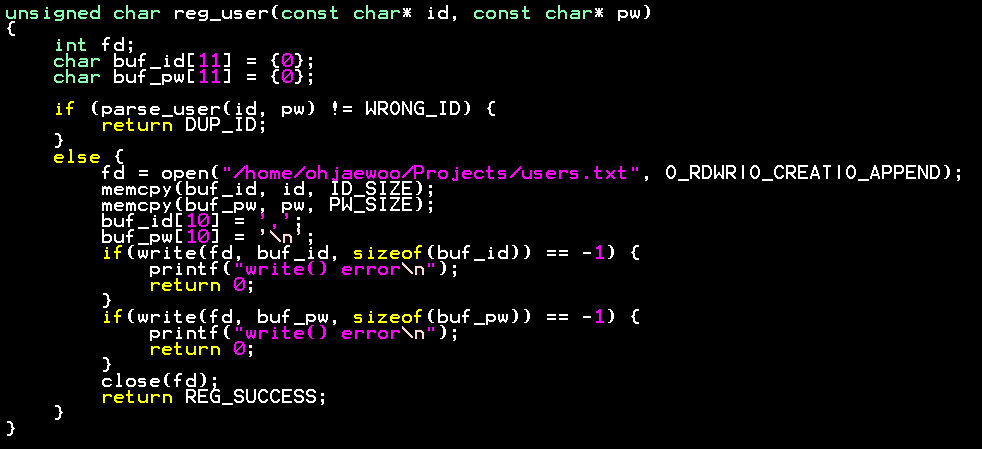 unsigned char reg_user(const char* id, const char* pw)
{
    int fd;
    char buf_id[11] = {0};
    char buf_pw[11] = {0};

    if (parse_user(id, pw) != WRONG_ID) {
        return DUP_ID;
    }
    else {
        fd = open("/home/ohjaewoo/Projects/users.txt", O_RDWR|O_CREAT|O_APPEND);
        memcpy(buf_id, id, ID_SIZE);
        memcpy(buf_pw, pw, PW_SIZE);
        buf_id[10] = ',';
        buf_pw[10] = '\n';
        if(write(fd, buf_id, sizeof(buf_id)) == -1) {
            printf("write() error\n");
            return 0;
        }
        if(write(fd, buf_pw, sizeof(buf_pw)) == -1) {
            printf("write() error\n");
            return 0;
        }
        close(fd);
        return REG_SUCCESS;
    }
}